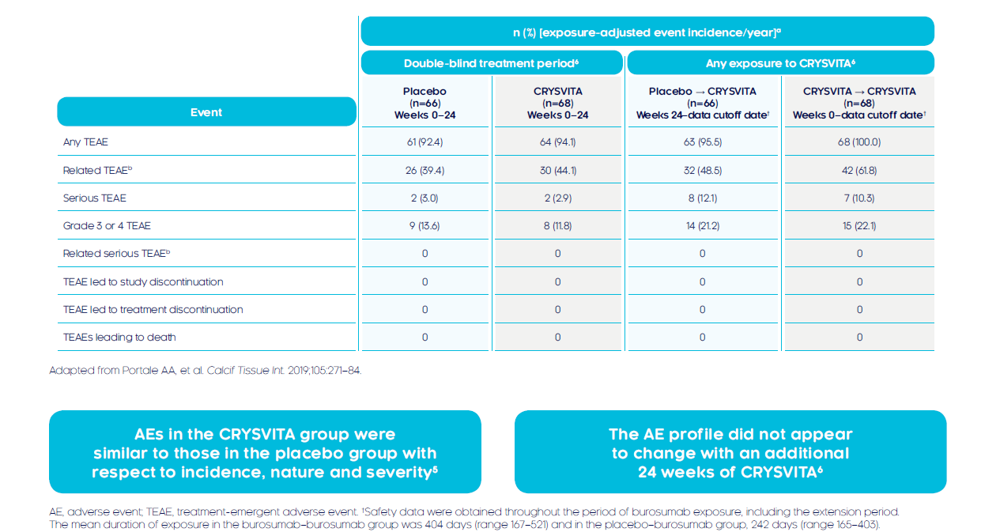 n (%) [exposure-adjusted event incidence/year]ᵃ
Double-blind treatment period⁶ Any exposure to CRYSVITA⁶
Event
Placebo
(n=66)
Weeks 0–24
CRYSVITA
(n=68)
Weeks 0–24
Placebo → CRYSVITA
(n=66)
Weeks 24–data cutoff date†
CRYSVITA → CRYSVITA
(n=68)
Weeks 0–data cutoff date†
Any TEAE 61 (92.4) 64 (94.1) 63 (95.5) 68 (100.0)
Related TEAEᵇ 26 (39.4) 30 (44.1) 32 (48.5) 42 (61.8)
Serious TEAE 2 (3.0) 2 (2.9) 8 (12.1) 7 (10.3)
Grade 3 or 4 TEAE 9 (13.6) 8 (11.8) 14 (21.2) 15 (22.1)
Related serious TEAEᵇ 0 0 0 0
TEAE led to study discontinuation 0 0 0 0
TEAE led to treatment discontinuation 0 0 0 0
TEAEs leading to death 0 0 0 0
Adapted from Portale AA, et al. Calcif Tissue Int. 2019;105:271–84.
AEs in the CRYSVITA group were
similar to those in the placebo group with
respect to incidence, nature and severity⁵
The AE profile did not appear
to change with an additional
24 weeks of CRYSVITA⁶
AE, adverse event; TEAE, treatment-emergent adverse event. †Safety data were obtained throughout the period of burosumab exposure, including the extension period.
The mean duration of exposure in the burosumab–burosumab group was 404 days (range 167–521) and in the placebo–burosumab group, 242 days (range 165–403).